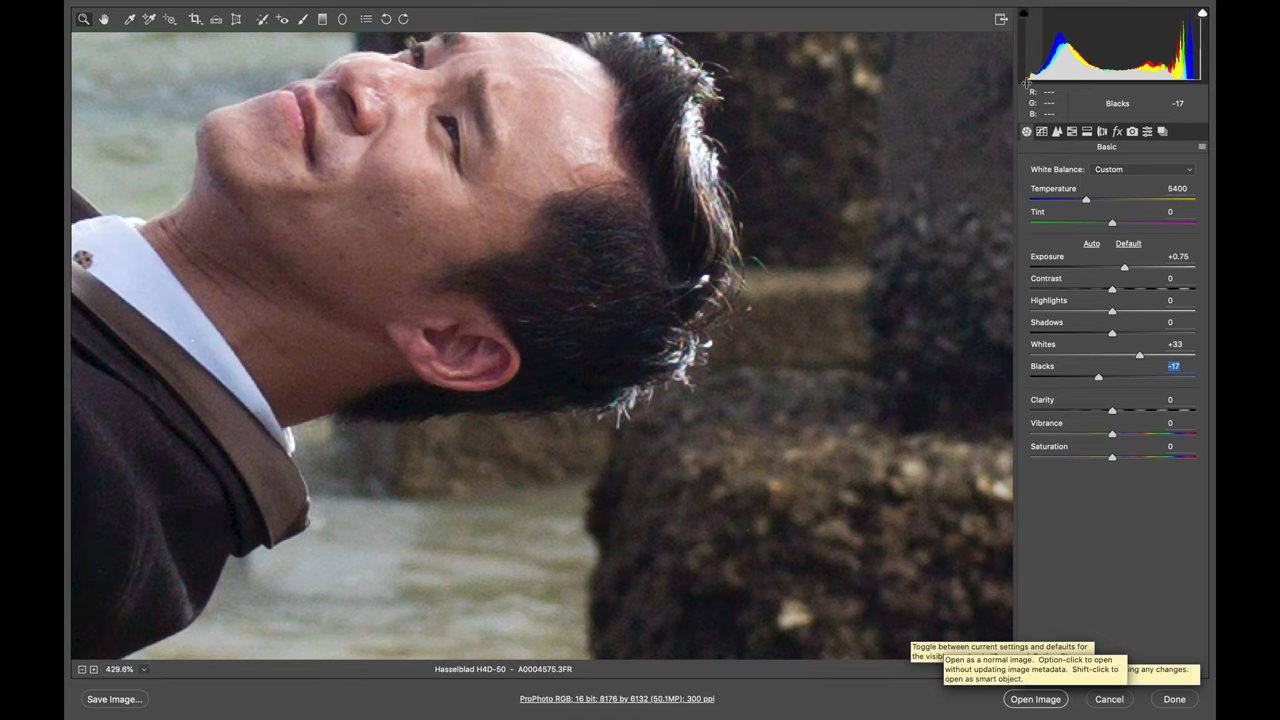 R: ---
G: ---
B: ---
Blacks -17
Basic
White Balance: Custom
Temperature 5400
Tint 0
Auto Default
Exposure +0.75
Contrast 0
Highlights 0
Shadows 0
Whites +33
Blacks -17
Clarity 0
Vibrance 0
Saturation 0
Toggle between current settings and defaults for
the
Open as a normal image. Option-click to open
without updating image metadata. Shift-click to
open as smart object.
any changes.
429.6%
Hasselblad H4D-50 - A0004575.3FR
Save Image...
ProPhoto RGB; 16 bit; 8176 by 6132 (50.1MP); 300 ppi
Open Image
Cancel
Done